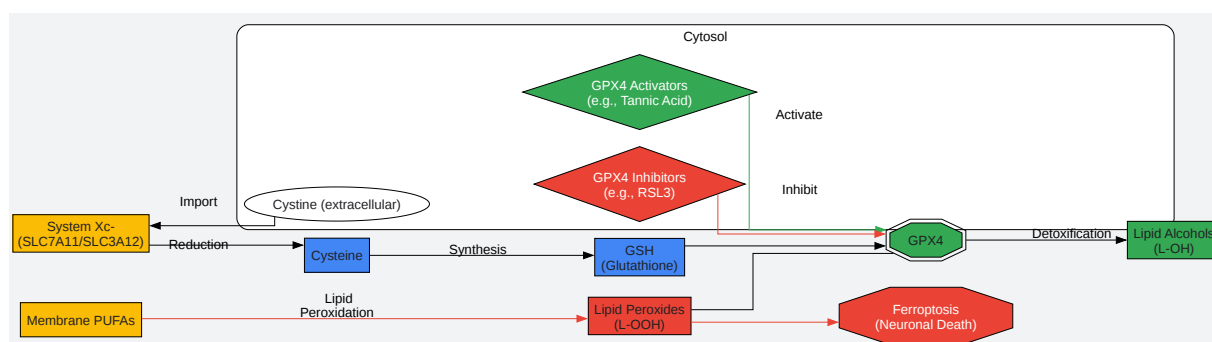 Cytosol
GPX4 Activators
(e.g., Tannic Acid)
Activate
GPX4 Inhibitors
(e.g., RSL3)
Inhibit
Import
Cystine (extracellular)
System Xc-
(SLC7A11/SLC3A12)
Reduction
Cysteine
Synthesis
GSH
(Glutathione)
GPX4
Detoxification
Lipid Alcohols
(L-OH)
Membrane PUFAs
Lipid
Peroxidation
Lipid Peroxides
(L-OOH)
Ferroptosis
(Neuronal Death)